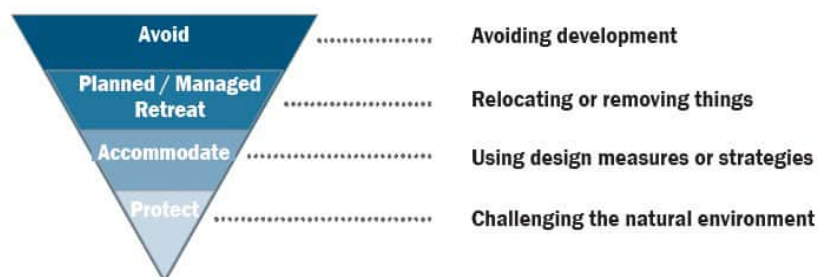 Avoid
Avoiding development
Planned / Managed
Retreat
Relocating or removing things
Accommodate
Using design measures or strategies
Protect
Challenging the natural environment